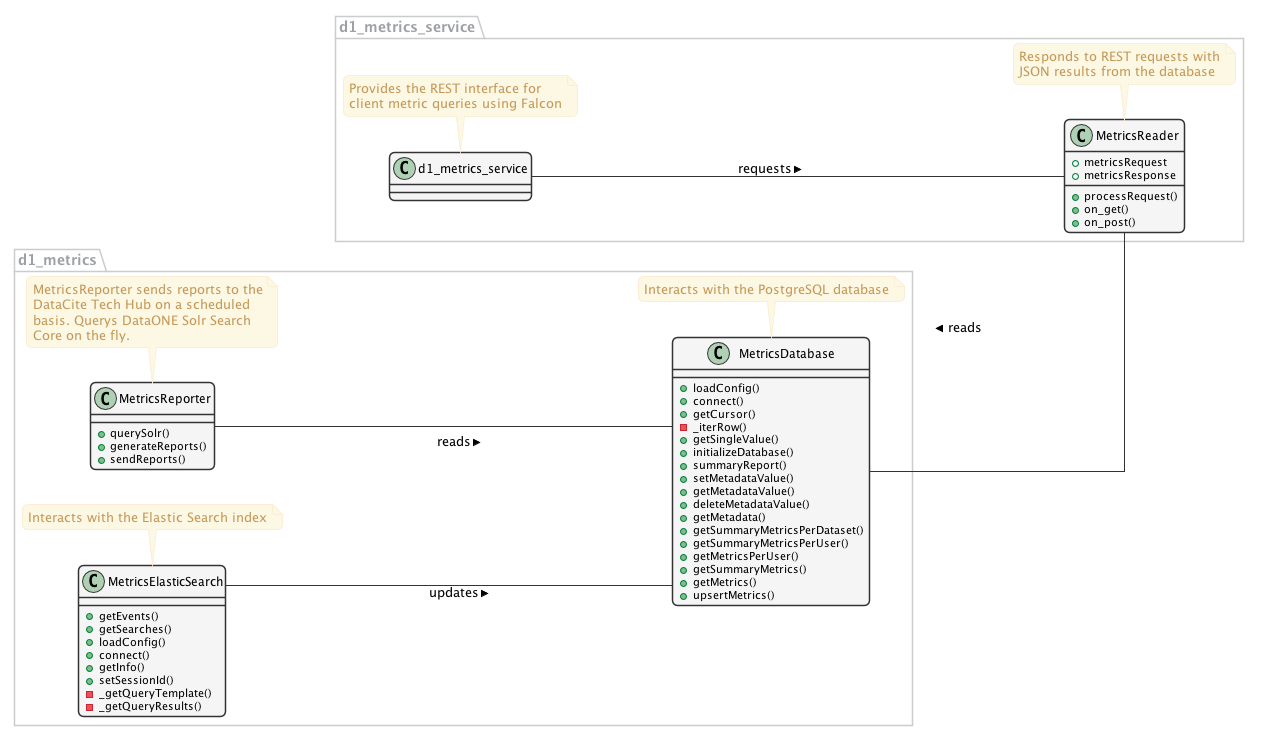 d1_metrics_service
Responds to REST requests with
JSON results from the database
Provides the REST interface for
client metric queries using Falcon
C MetricsReader
metricsRequest
metricsResponse
processRequest()
on_get()
on_post()
C d1_metrics_service
requests ►
d1_metrics
MetricsReporter sends reports to the
DataCite Tech Hub on a scheduled
basis. Querys DataONE Solr Search
Core on the fly.
Interacts with the PostgreSQL database
◄ reads
C MetricsReporter
querySolr()
generateReports()
sendReports()
reads ►
C MetricsDatabase
loadConfig()
connect()
getCursor()
_iterRow()
getSingleValue()
initializeDatabase()
summaryReport()
setMetadataValue()
getMetadataValue()
deleteMetadataValue()
getMetadata()
getSummaryMetricsPerDataset()
getSummaryMetricsPerUser()
getMetricsPerUser()
getSummaryMetrics()
getMetrics()
upsertMetrics()
Interacts with the Elastic Search index
C MetricsElasticSearch
getEvents()
getSearches()
loadConfig()
connect()
getInfo()
setSessionId()
_getQueryTemplate()
_getQueryResults()
updates ►